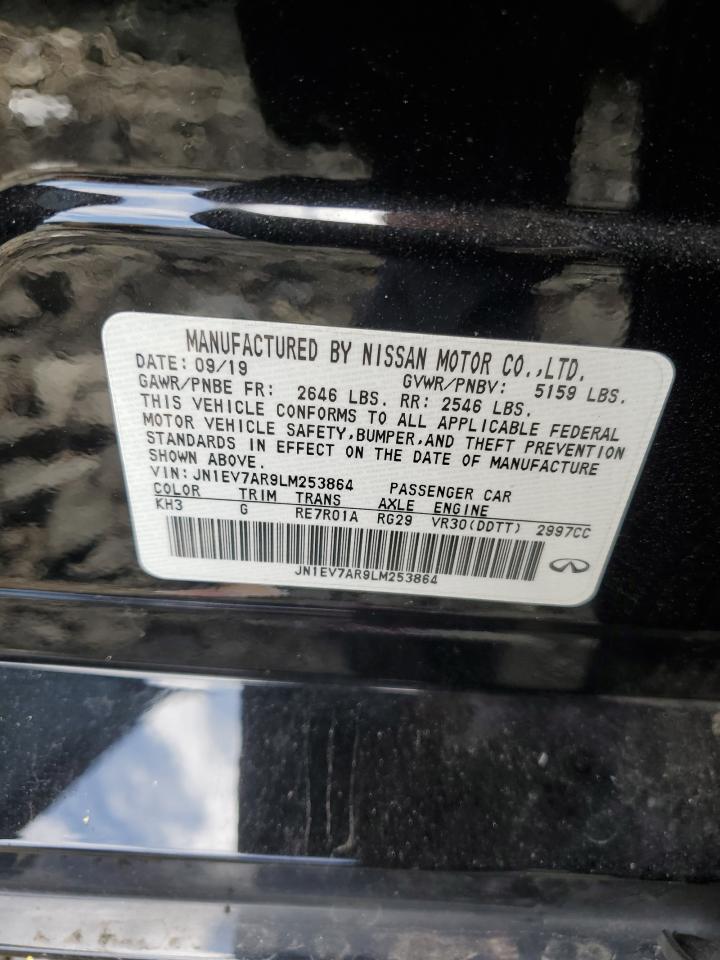 MANUFACTURED BY NISSAN MOTOR CO.,LTD.
DATE: 09/19 GVWR/PNBV: 5159 LBS.
GAWR/PNBE FR: 2646 LBS. RR: 2546 LBS.
THIS VEHICLE CONFORMS TO ALL APPLICABLE FEDERAL
MOTOR VEHICLE SAFETY,BUMPER,AND THEFT PREVENTION
STANDARDS IN EFFECT ON THE DATE OF MANUFACTURE
SHOWN ABOVE.
VIN: JN1EV7AR9LM253864 PASSENGER CAR
COLOR TRIM TRANS AXLE ENGINE
KH3 G RE7R01A RG29 VR30(DDTT) 2997CC
JN1EV7AR9LM253864